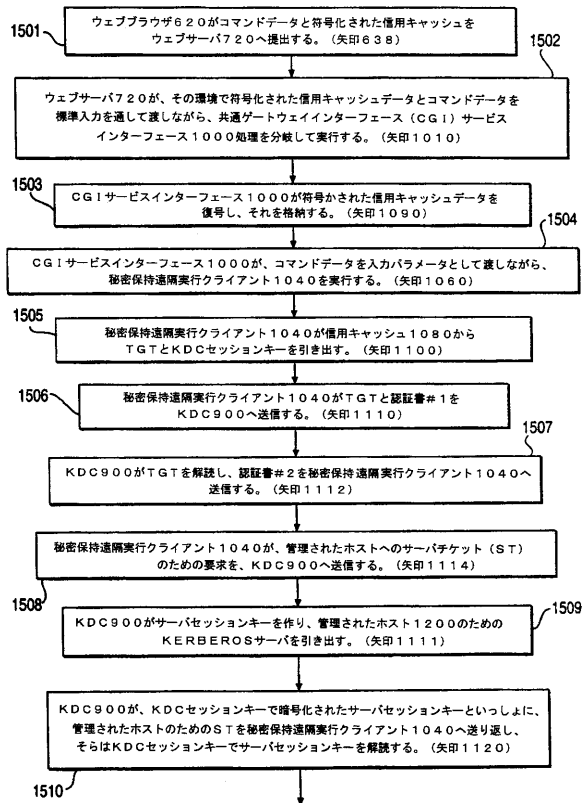 1501
ウェブブラウザ620がコマンドデータと符号化された信用キャッシュを
ウェブサーバ720へ提出する。（矢印638）
1502
ウェブサーバ720が、その環境で符号化された信用キャッシュデータとコマンドデータを
標準入力を通して渡しながら、共通ゲートウェイインターフェース（CGI）サービス
インターフェース1000処理を分岐して実行する。（矢印1010）
1503
CGIサービスインターフェース1000が符号かされた信用キャッシュデータを
復号し、それを格納する。（矢印1090）
1504
CGIサービスインターフェース1000が、コマンドデータを入力パラメータとして渡しながら、
秘密保持遠隔実行クライアント1040を実行する。（矢印1060）
1505
秘密保持遠隔実行クライアント1040が信用キャッシュ1080から
TGTとKDCセッションキーを引き出す。（矢印1100）
1506
秘密保持遠隔実行クライアント1040がTGTと認証書#1を
KDC900へ送信する。（矢印1110）
1507
KDC900がTGTを解読し、認証書#2を秘密保持遠隔実行クライアント1040へ
送信する。（矢印1112）
秘密保持遠隔実行クライアント1040が、管理されたホストへのサーバチケット（ST）
のための要求を、KDC900へ送信する。（矢印1114）
1508
1509
KDC900がサーバセッションキーを作り、管理されたホスト1200のための
KERBEROSサーバを引き出す。（矢印1111）
KDC900が、KDCセッションキーで暗号化されたサーバセッションキーといっしょに、
管理されたホストのためのSTを秘密保持遠隔実行クライアント1040へ送り返し、
そらはKDCセッションキーでサーバセッションキーを解読する。（矢印1120）
1510